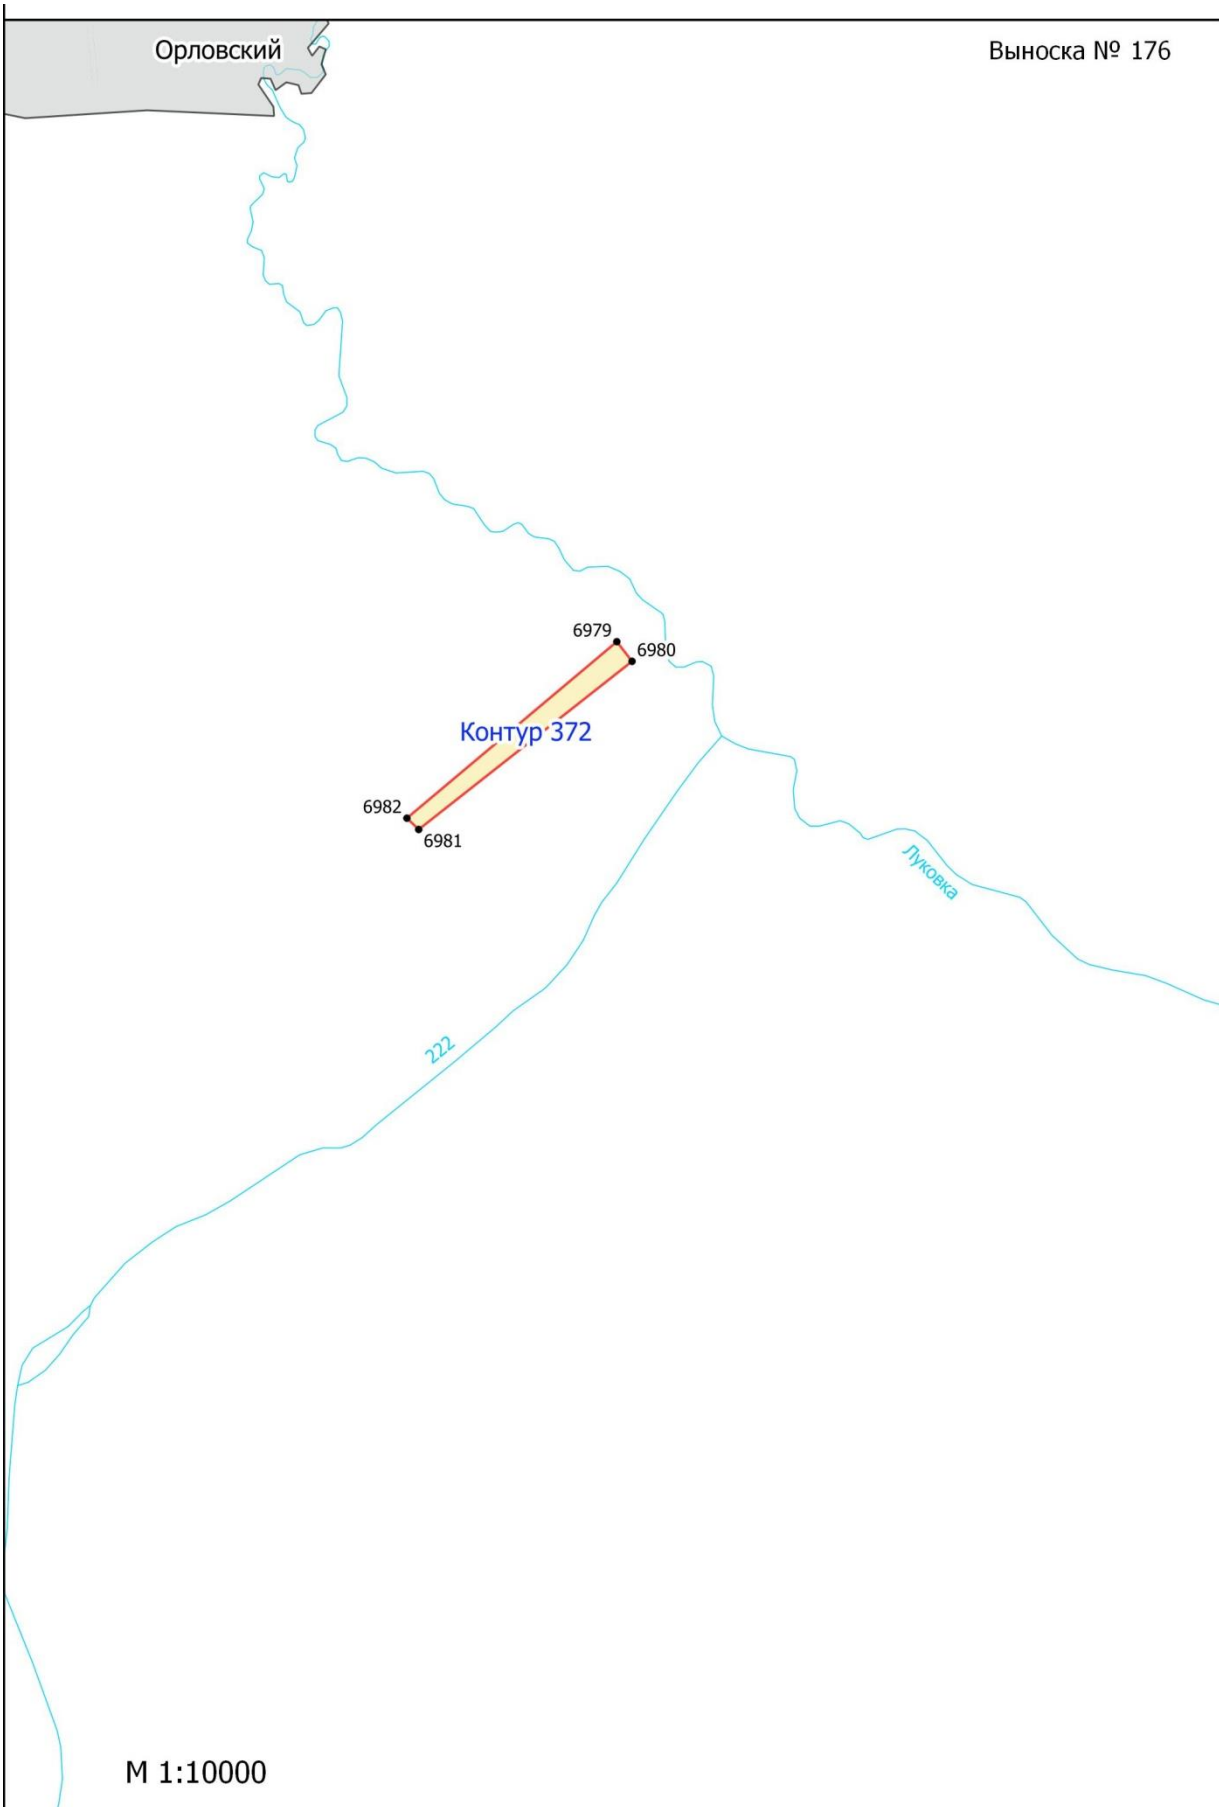 Орловский
Выноска № 176
6979
6980
Контур 372
6982
6981
Луковка
222
М 1:10000